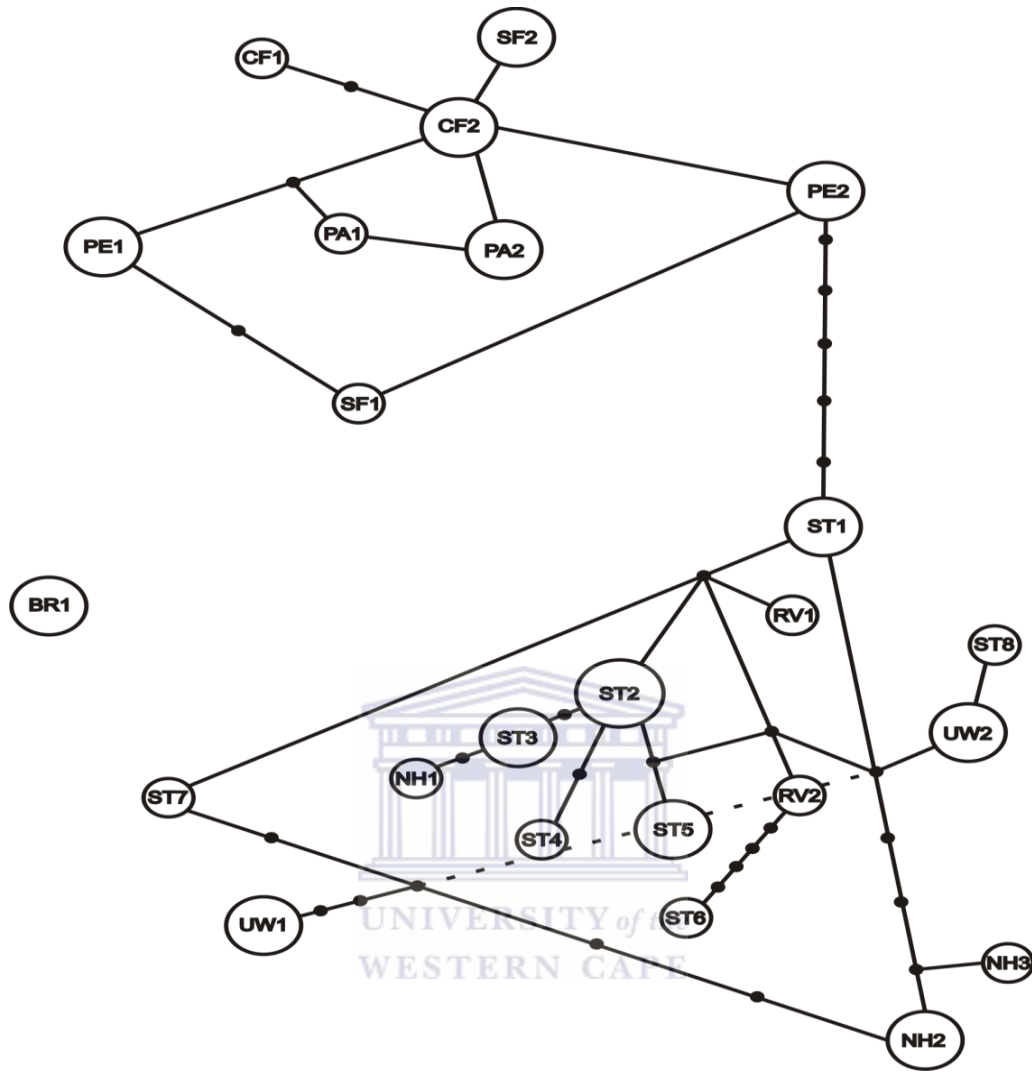 SF2
CF1
CF2
PE2
PA1
PE1
PA2
SF1
ST1
BR1
RV1
ST8
ST2
UW2
ST3
NH1
ST7
RV2
ST5
ST4
ST6
UW1
UNIVERSITY of the
WESTERN CAPE
NH3
NH2